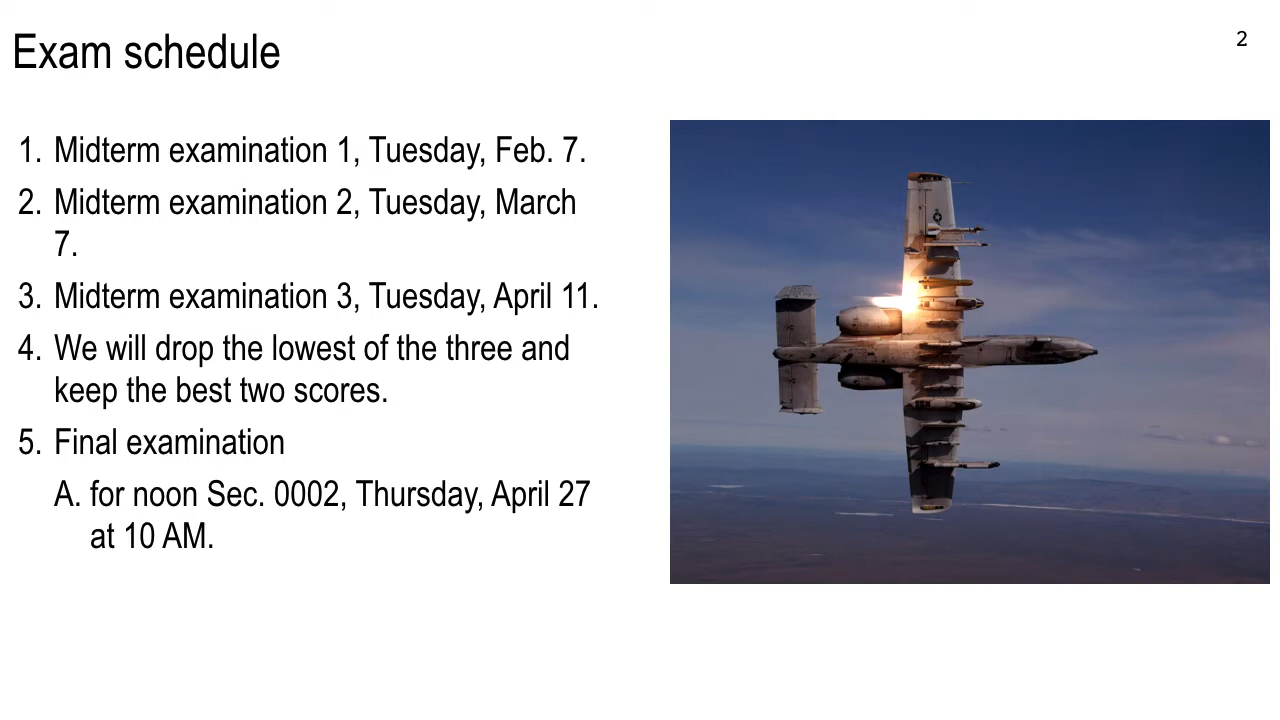 Exam schedule
2
1. Midterm examination 1, Tuesday, Feb. 7.
2. Midterm examination 2, Tuesday, March
7.
3. Midterm examination 3, Tuesday, April 11.
4. We will drop the lowest of the three and
keep the best two scores.
5. Final examination
A. for noon Sec. 0002, Thursday, April 27
at 10 AM.